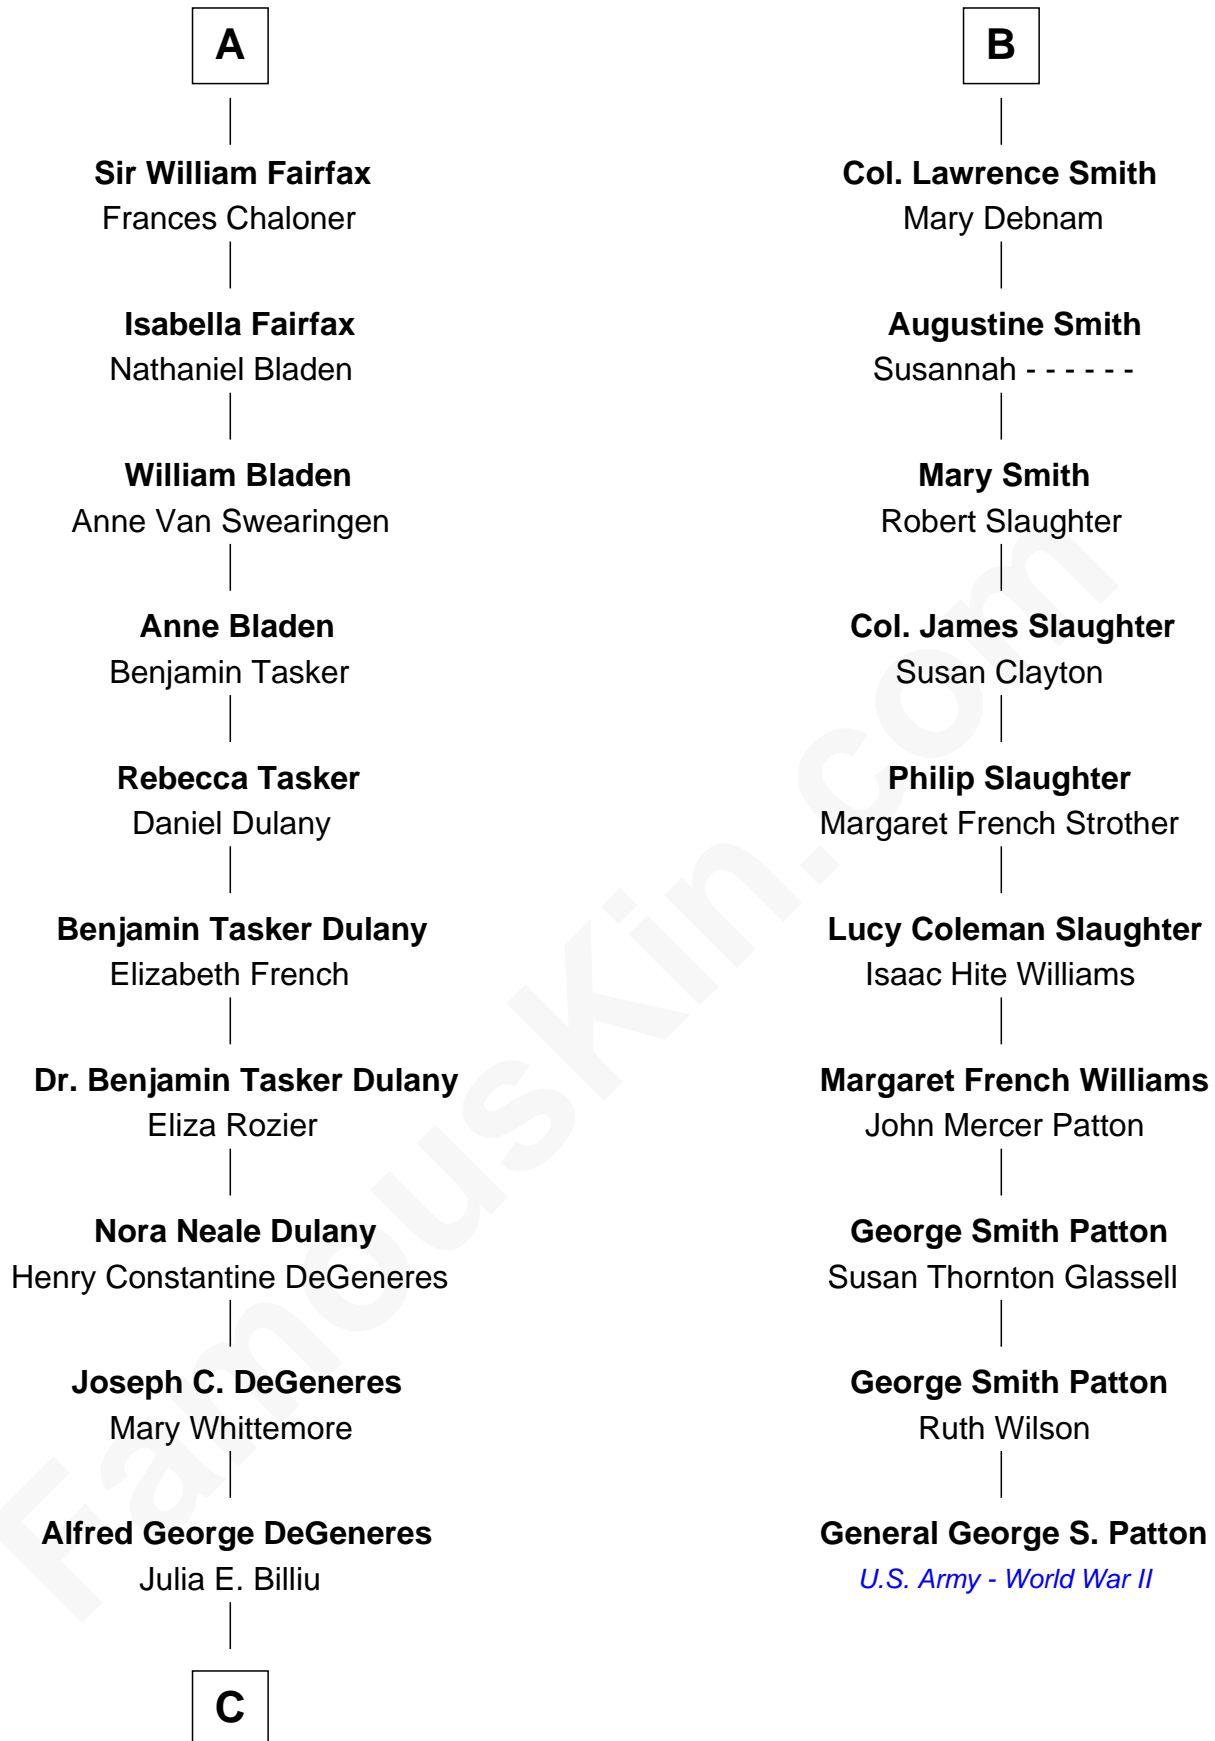 A
Sir William Fairfax
Frances Chaloner
Isabella Fairfax
Nathaniel Bladen
William Bladen
Anne Van Swearingen
Anne Bladen
Benjamin Tasker
Rebecca Tasker
Daniel Dulany
Benjamin Tasker Dulany
Elizabeth French
Dr. Benjamin Tasker Dulany
Eliza Rozier
Nora Neale Dulany
Henry Constantine DeGeneres
Joseph C. DeGeneres
Mary Whittemore
Alfred George DeGeneres
Julia E. Billiu
C
B
Col. Lawrence Smith
Mary Debnam
Augustine Smith
Susannah - - - - - -
Mary Smith
Robert Slaughter
Col. James Slaughter
Susan Clayton
Philip Slaughter
Margaret French Strother
Lucy Coleman Slaughter
Isaac Hite Williams
Margaret French Williams
John Mercer Patton
George Smith Patton
Susan Thornton Glassell
George Smith Patton
Ruth Wilson
General George S. Patton
U.S. Army - World War II
FamousKin.com